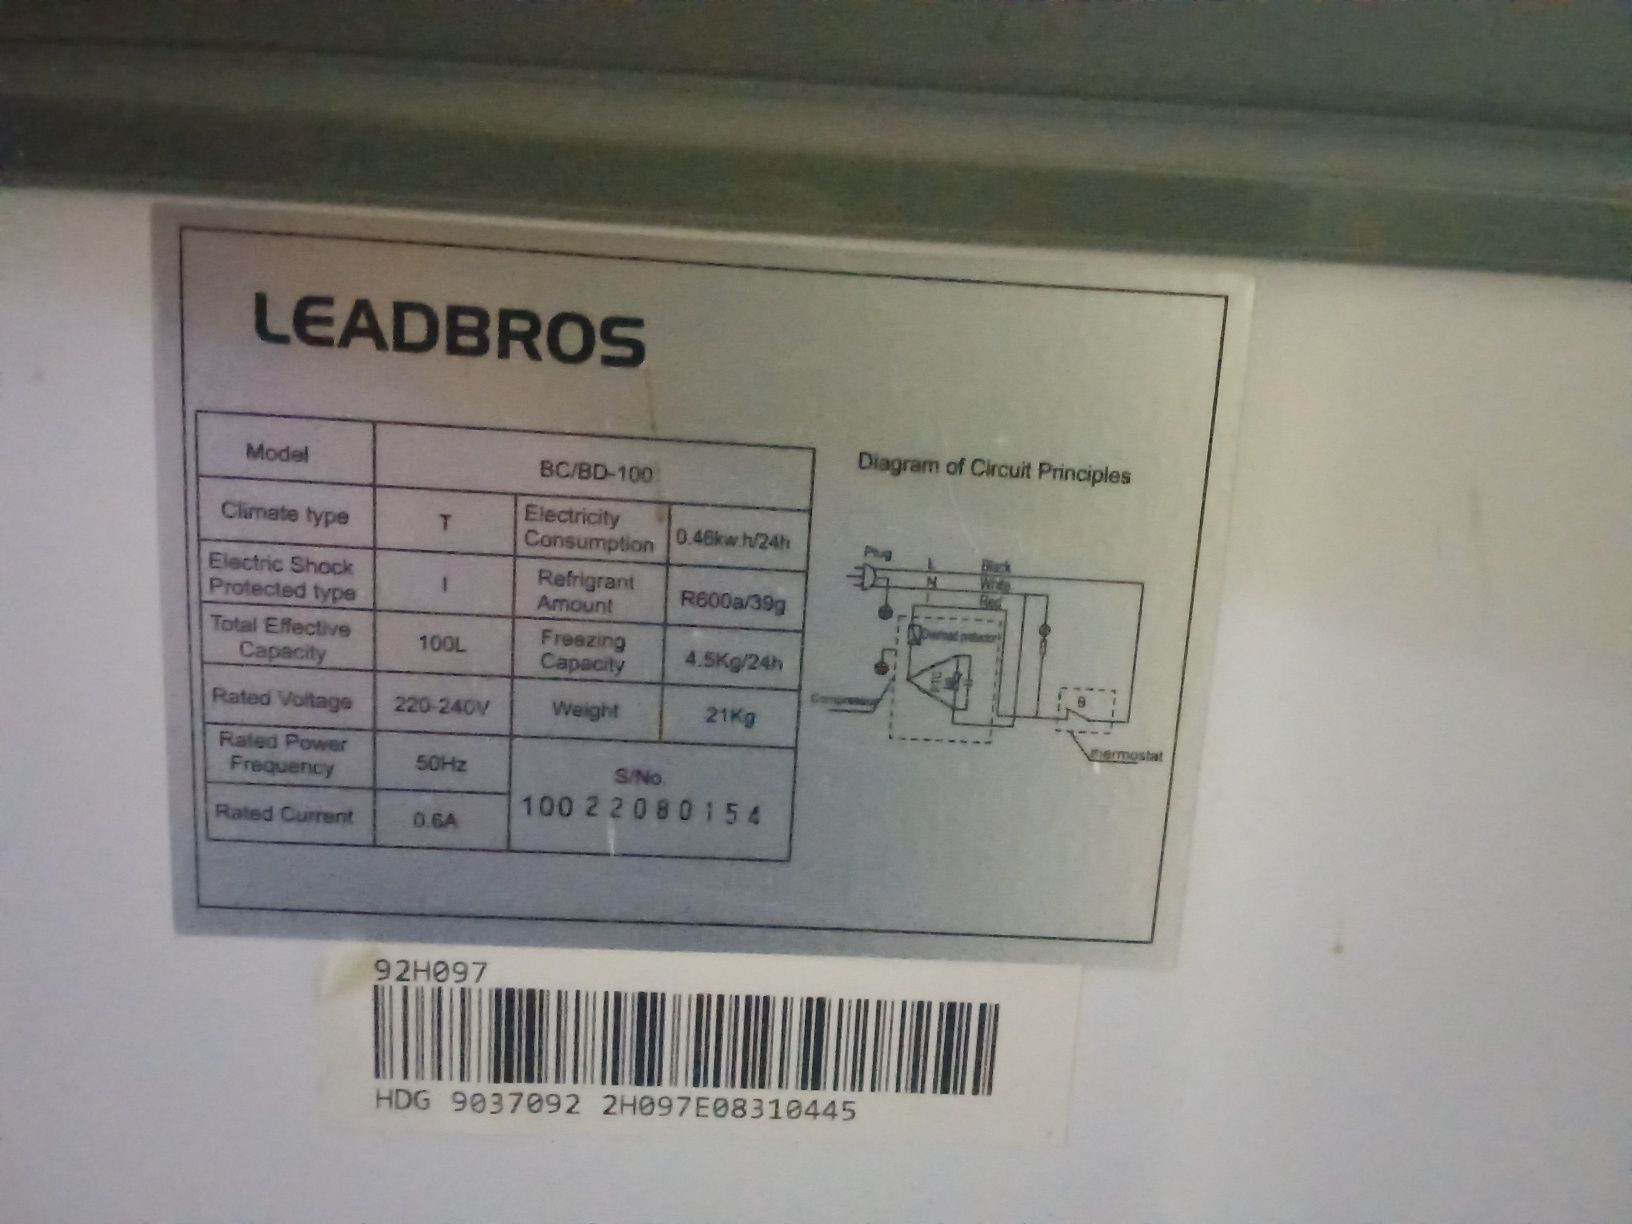 LEADBROS
Model BC/BD-100
Climate type T Electricity Consumption 0.46kw.h/24h
Electric Shock Protected type I Refrigrant Amount R600a/39g
Total Effective Capacity 100L Freezing Capacity 4.5Kg/24h
Rated Voltage 220-240V Weight 21Kg
Rated Power Frequency 50Hz
S/No.
Rated Current 0.6A
10022080154
Diagram of Circuit Principles
Plug L Black
N White
Red
Overload protector
Compressor
θ
thermostat
92H097
HDG 9037092 2H097E08310445